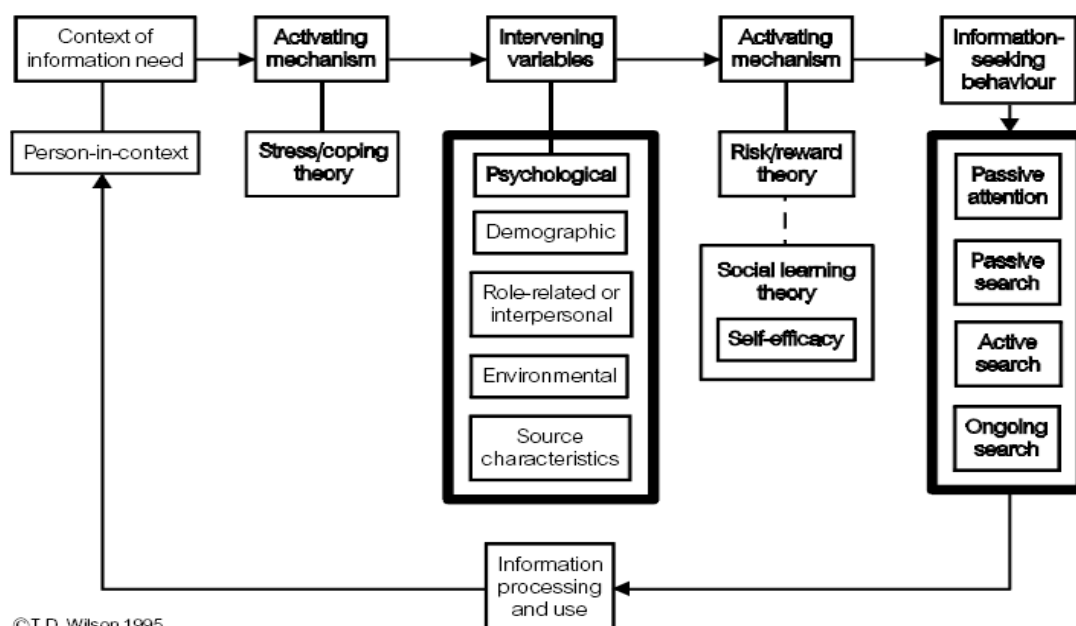 Context of
information need
Activating
mechanism
Intervening
variables
Activating
mechanism
Information-
seeking
behaviour
Person-in-context
Stress/coping
theory
Psychological
Demographic
Role-related or
interpersonal
Environmental
Source
characteristics
Risk/reward
theory
Social learning
theory
Self-efficacy
Passive
attention
Passive
search
Active
search
Ongoing
search
Information
processing
and use
©T.D. Wilson 1995